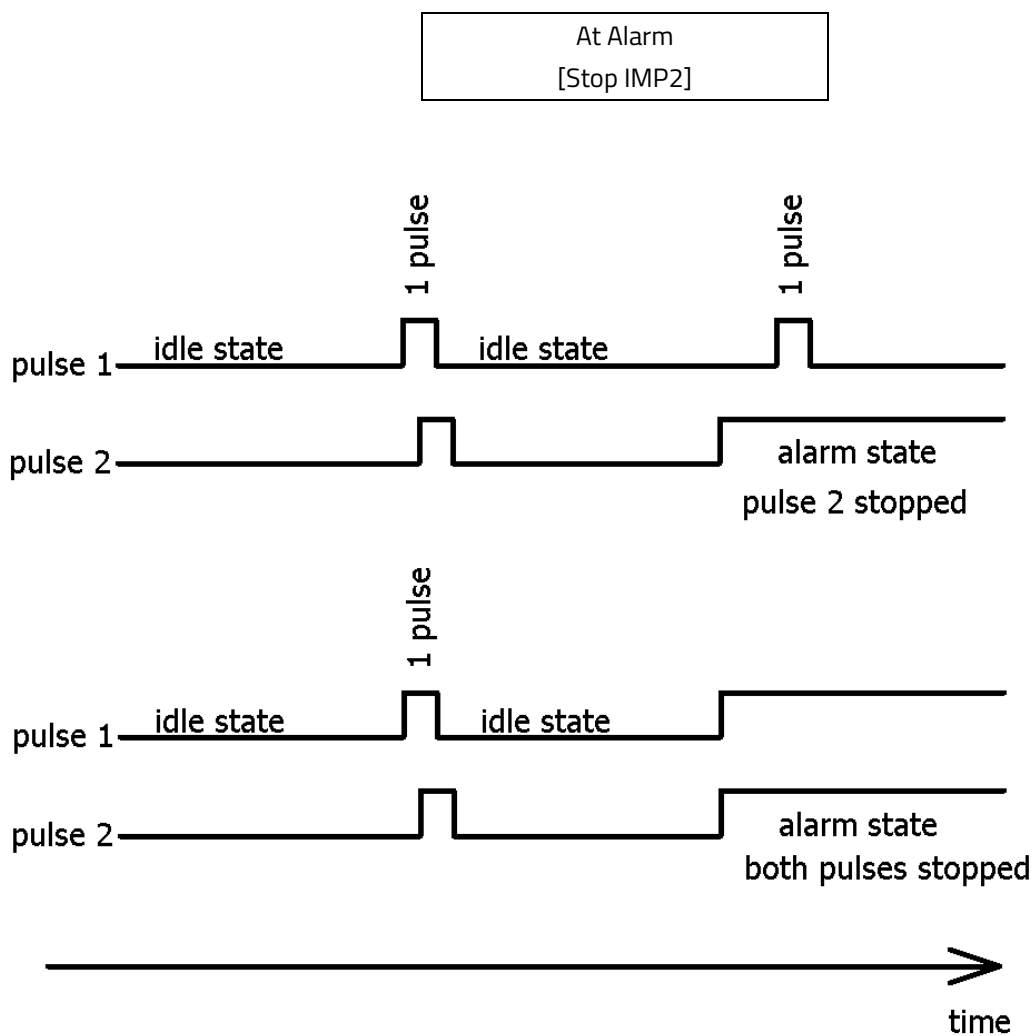 At Alarm
[Stop IMP2]
1 pulse
1 pulse
idle state
idle state
pulse 1
pulse 2
alarm state
pulse 2 stopped
1 pulse
idle state
idle state
pulse 1
pulse 2
alarm state
both pulses stopped
time